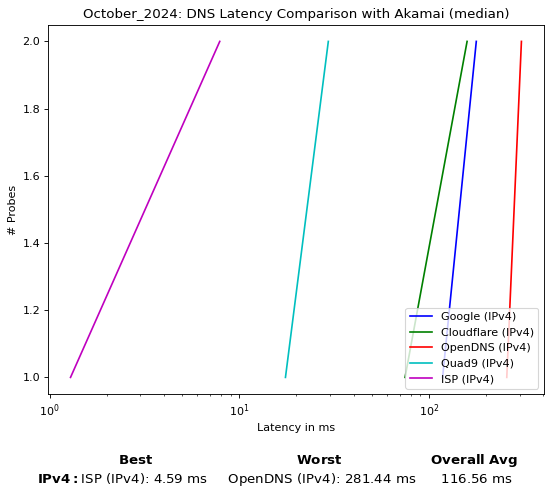 October_2024: DNS Latency Comparison with Akamai (median)
2.0
1.8
1.6
1.4
1.2
1.0
# Probes
10^0
10^1
10^2
Latency in ms
Google (IPv4)
Cloudflare (IPv4)
OpenDNS (IPv4)
Quad9 (IPv4)
ISP (IPv4)
Best Worst Overall Avg
IPv4: ISP (IPv4): 4.59 ms OpenDNS (IPv4): 281.44 ms 116.56 ms